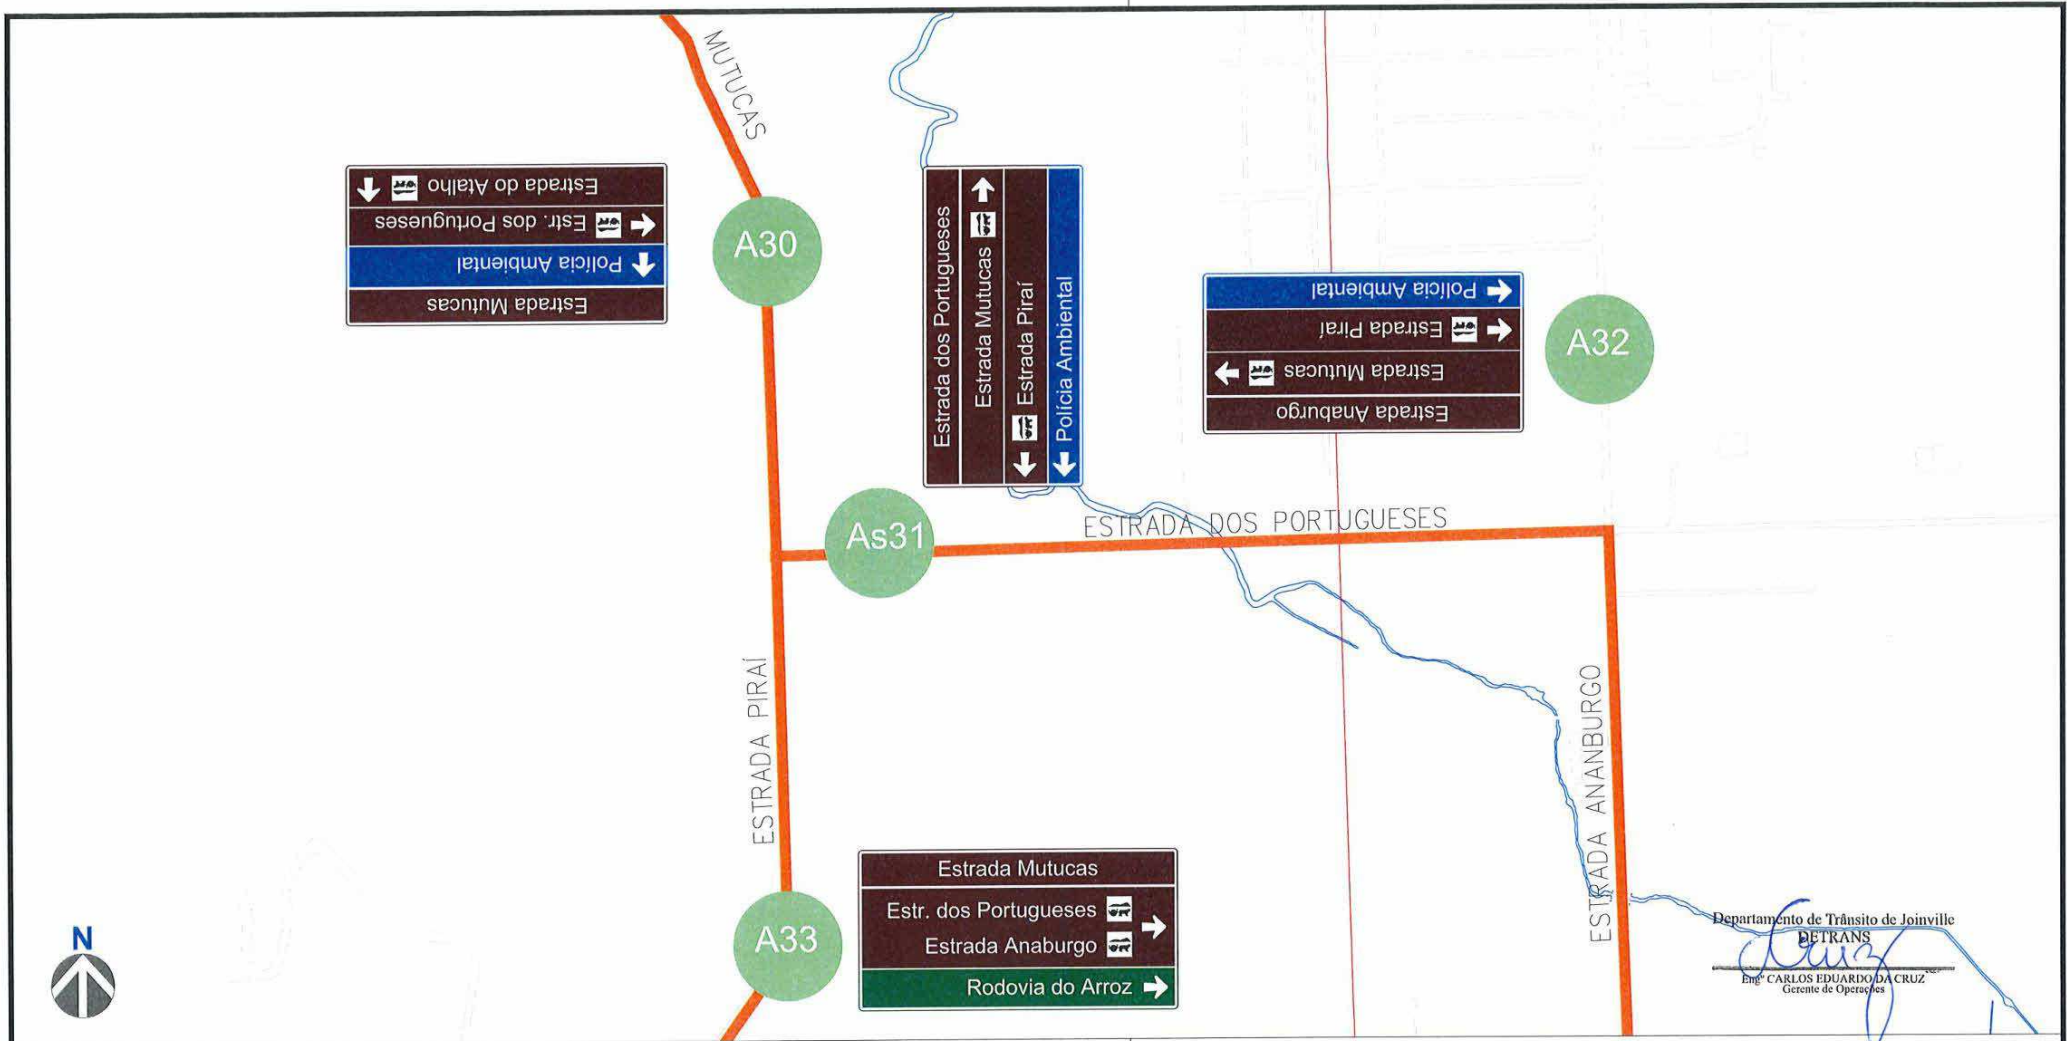 MUTUCAS
Estrada do Atalho
Estr. dos Portugueses
Polícia Ambiental
Estrada Mutucas
A30
Estrada dos Portugueses
Estrada Mutucas
Estrada Piraí
Polícia Ambiental
Polícia Ambiental
Estrada Piraí
Estrada Mutucas
Estrada Anaburgo
A32
As31
ESTRADA DOS PORTUGUESES
ESTRADA PIRAÍ
ESTRADA ANANBURGO
Estrada Mutucas
Estr. dos Portugueses
Estrada Anaburgo
Rodovia do Arroz
A33
N
Departamento de Trânsito de Joinville
DETRANS
Cruz
Engº CARLOS EDUARDO DA CRUZ
Gerente de Operações